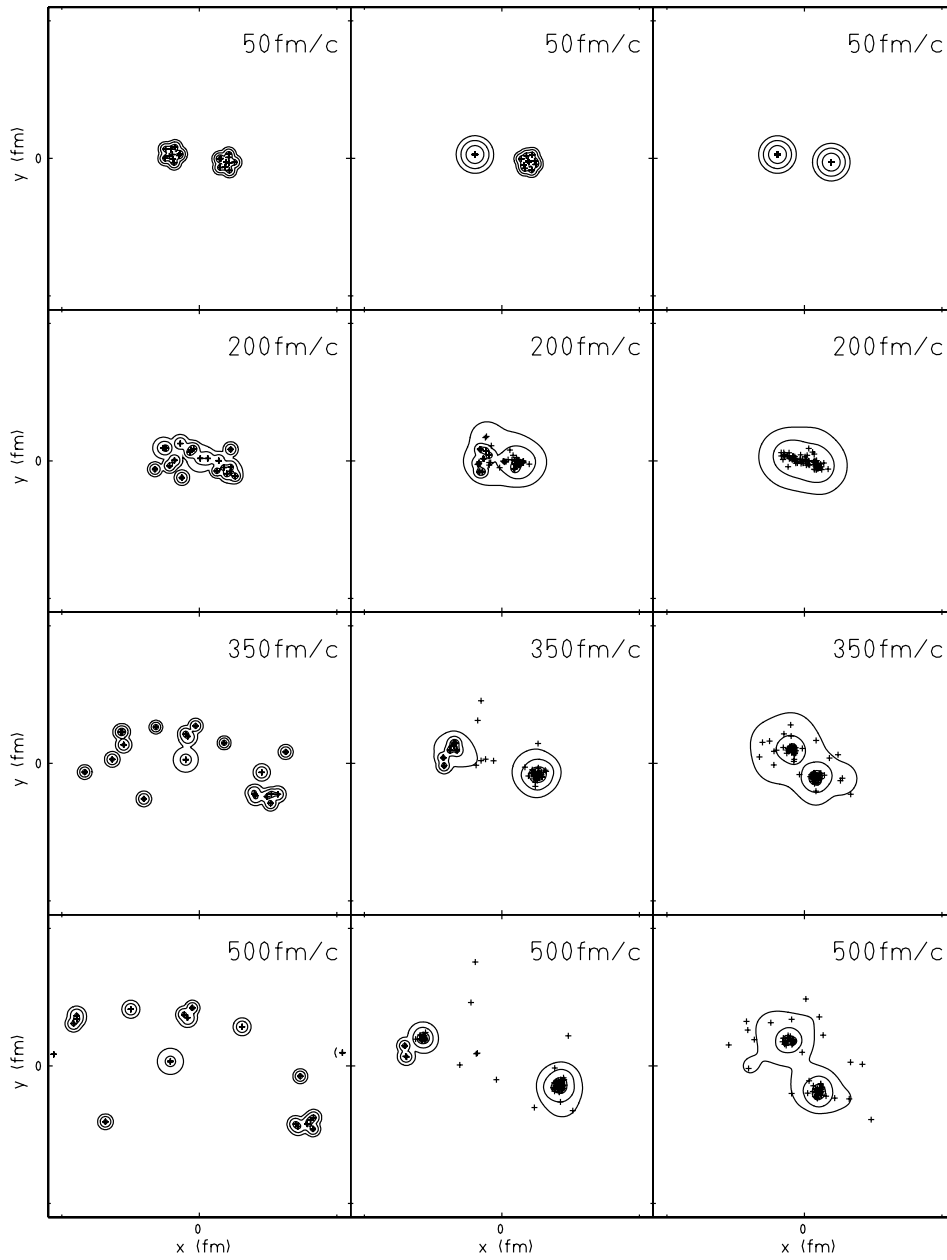 50fm/c 50fm/c 50fm/c
y (fm) 0
200fm/c 200fm/c 200fm/c
y (fm) 0
350fm/c 350fm/c 350fm/c
y (fm) 0
500fm/c 500fm/c 500fm/c
y (fm) 0
0 0 0
x (fm) x (fm) x (fm)